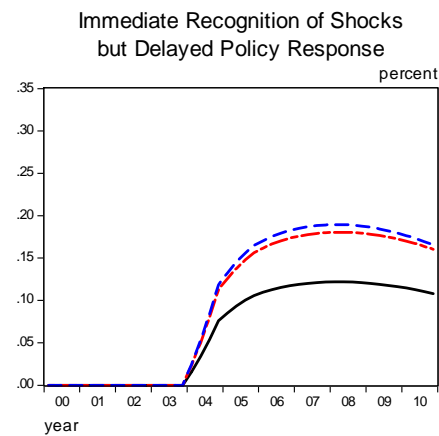 Immediate Recognition of Shocks
but Delayed Policy Response
percent
.35
.30
.25
.20
.15
.10
.05
.00
00 01 02 03 04 05 06 07 08 09 10
year